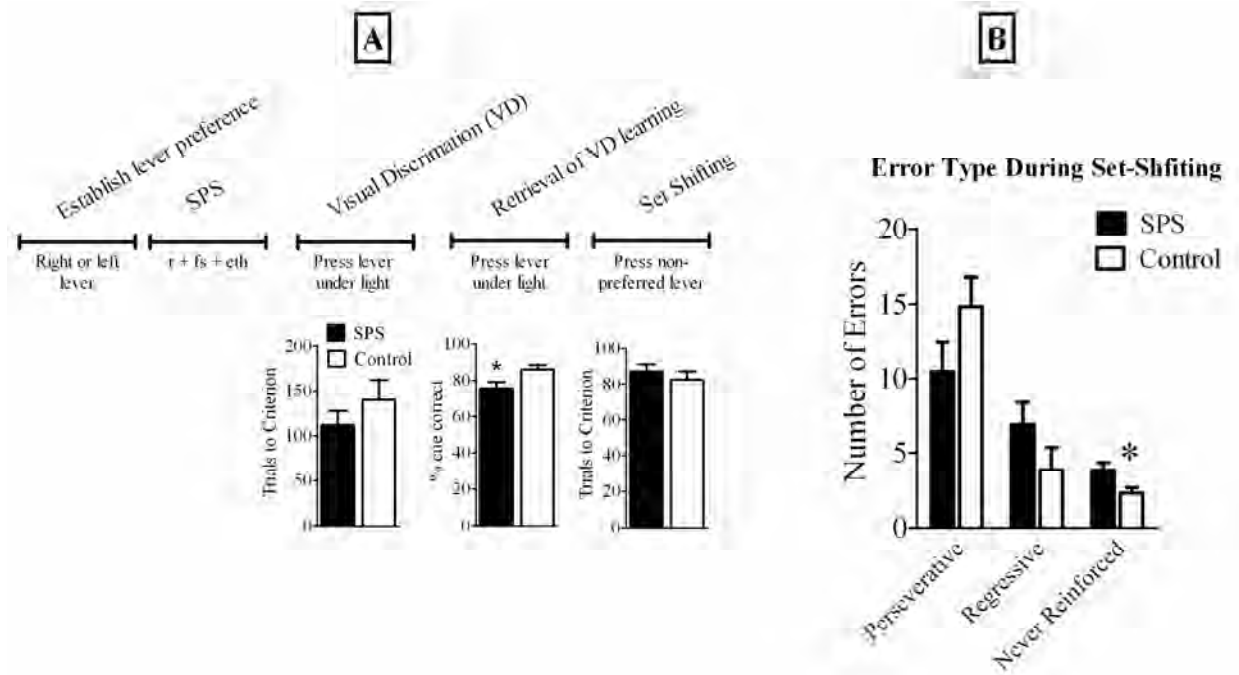 A
B
Establish lever preference
SPS
Visual Discrimation (VD)
Retrieval of VD learning
Set Shifting
Right or left
lever
r + fs + eth
Press lever
under light
Press lever
under light
Press non-
preferred lever
SPS
Control
Trials to Criterion
200
150
100
50
0
% cue correct
100
80
60
40
20
0
*
Trials to Criterion
100
80
60
40
20
0
Error Type During Set-Shfiting
SPS
Control
Number of Errors
20
15
10
5
0
*
Perseverative
Regressive
Never Reinforced